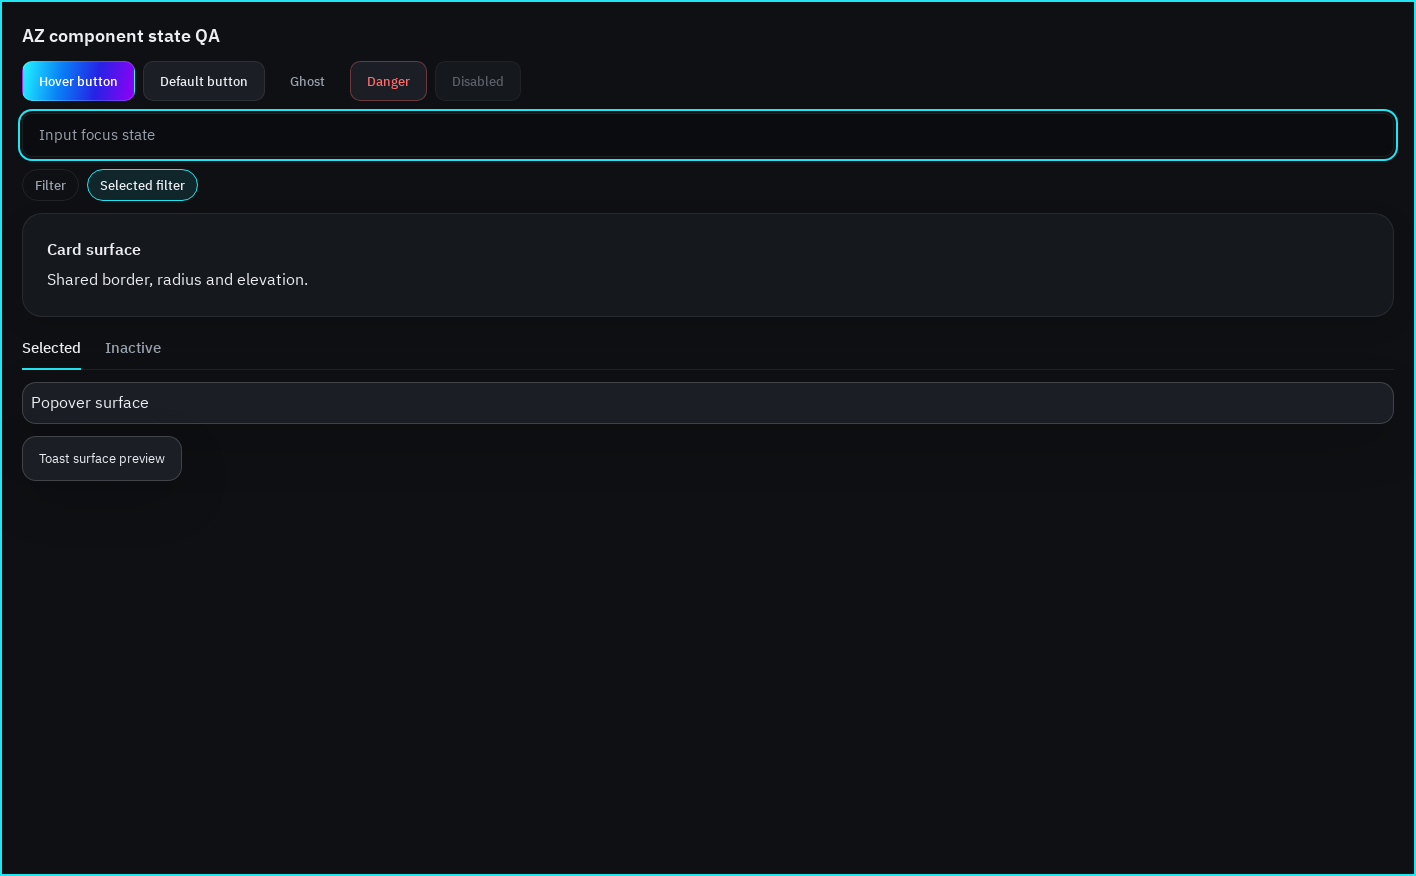 AZ component state QA
Hover button Default button Ghost Danger Disabled
Input focus state
Filter Selected filter
Card surface
Shared border, radius and elevation.
Selected Inactive
Popover surface
Toast surface preview